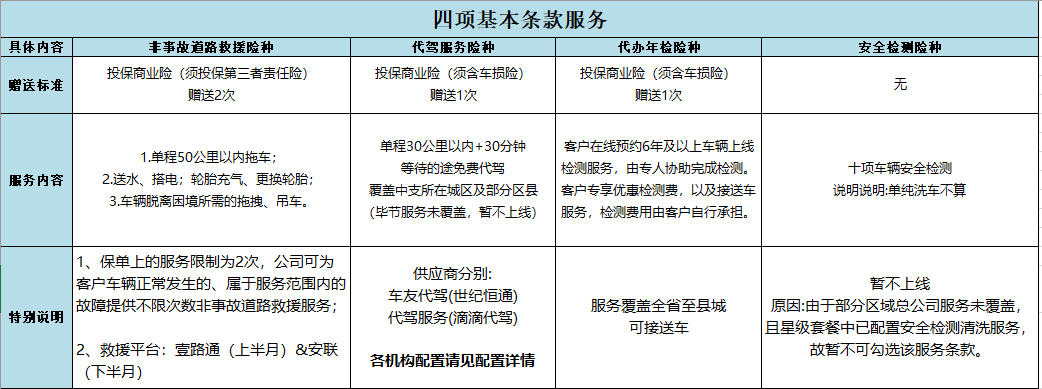 四项基本条款服务
具体内容 非事故道路救援险种 代驾服务险种 代办年检险种 安全检测险种
赠送标准
投保商业险（须投保第三者责任险）
赠送2次
投保商业险（须含车损险）
赠送1次
投保商业险（须含车损险）
赠送1次
无
服务内容
1.单程50公里以内拖车；
2.送水、搭电；轮胎充气、更换轮胎；
3.车辆脱离困境所需的拖拽、吊车。
单程30公里以内+30分钟
等待的途免费代驾
覆盖中支所在城区及部分区县
(毕节服务未覆盖，暂不上线)
客户在线预约6年及以上车辆上线
检测服务，由专人协助完成检测。
客户专享优惠检测费，以及接送车
服务，检测费用由客户自行承担。
十项车辆安全检测
说明说明:单纯洗车不算
特别说明
1、保单上的服务限制为2次，公司可为
客户车辆正常发生的、属于服务范围内的
故障提供不限次数非事故道路救援服务；
2、救援平台：壹路通（上半月）&安联
（下半月）
供应商分别:
车友代驾(世纪恒通)
代驾服务(滴滴代驾)
各机构配置请见配置详情
服务覆盖全省至县城
可接送车
暂不上线
原因:由于部分区域总公司服务未覆盖，
且星级套餐中已配置安全检测清洗服务，
故暂不可勾选该服务条款。